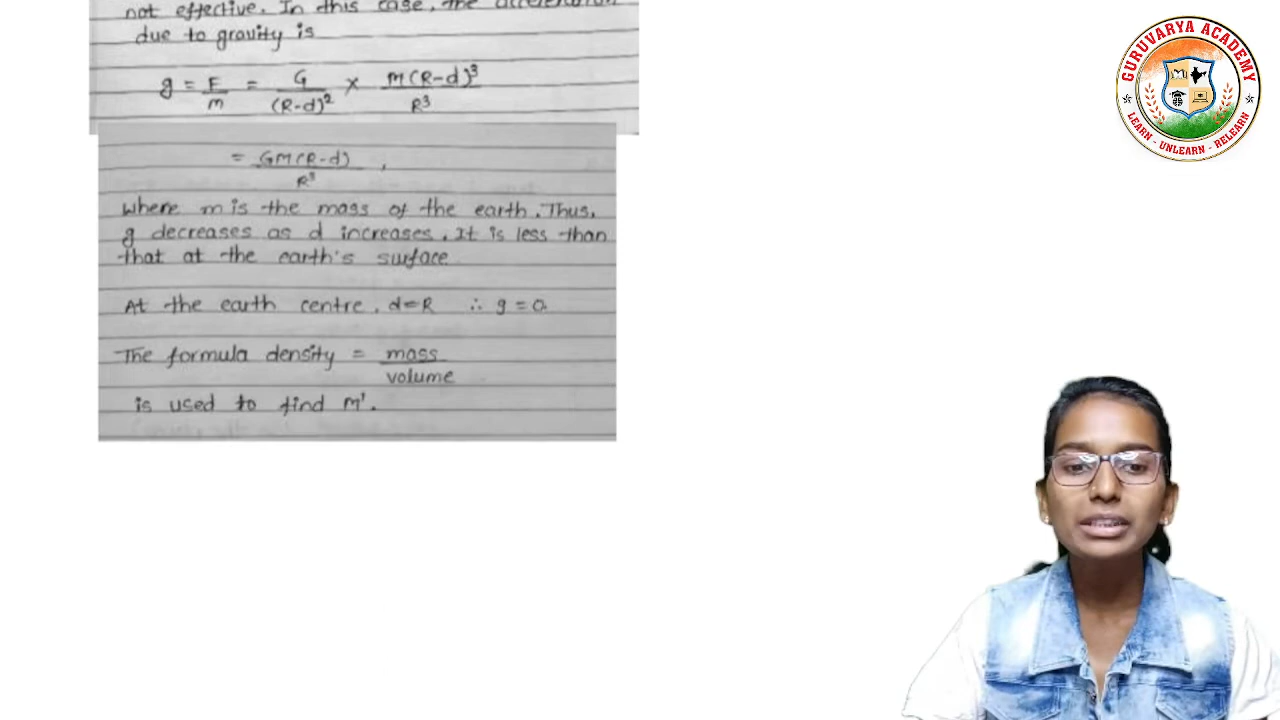 not effective. In this case, the acceleration
due to gravity is
g = F/m = G/(R-d)² × M(R-d)³/R³
= GM(R-d)/R³ ,
where m is the mass of the earth. Thus,
g decreases as d increases. It is less than
that at the earth's surface
At the earth centre, d=R ∴ g = 0.
The formula density = mass/volume
is used to find M'.
GURUVARYA ACADEMY
LEARN - UNLEARN - RELEARN